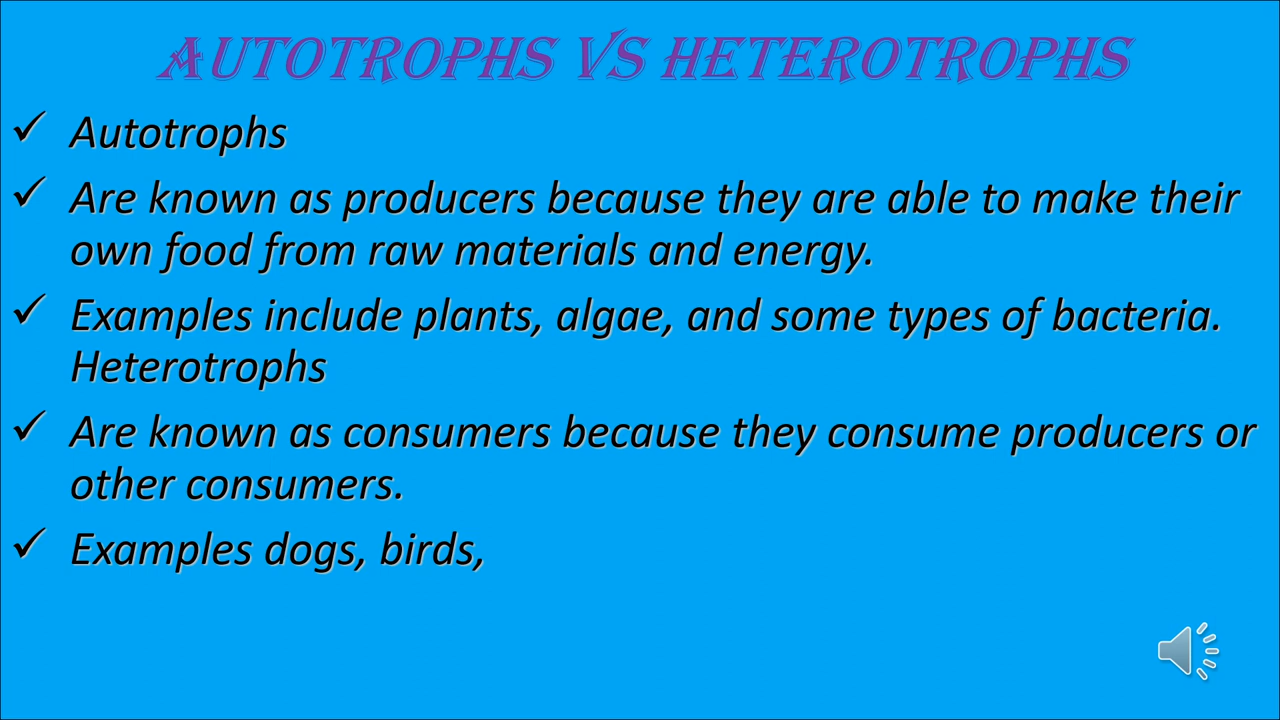 AUTOTROPHS VS HETEROTROPHS
✓ Autotrophs
✓ Are known as producers because they are able to make their
own food from raw materials and energy.
✓ Examples include plants, algae, and some types of bacteria.
Heterotrophs
✓ Are known as consumers because they consume producers or
other consumers.
✓ Examples dogs, birds,